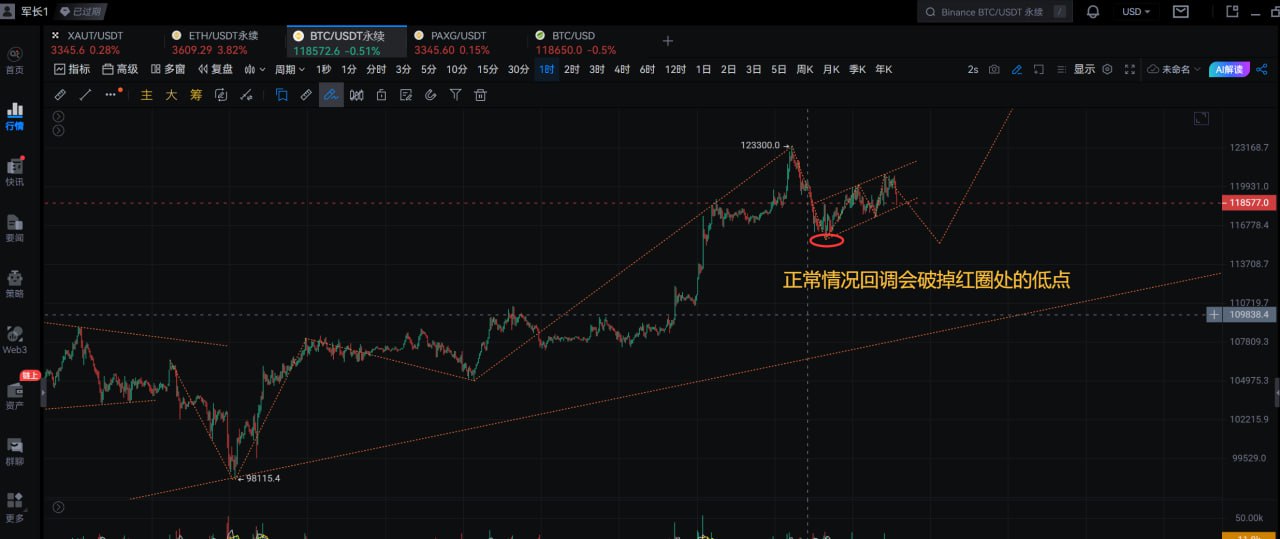 军长1 已过期
Binance BTC/USDT 永续 /
USD
XAUT/USDT
3345.6 0.28%
ETH/USDT永续
3609.29 3.82%
BTC/USDT永续
118572.6 -0.51%
PAXG/USDT
3345.60 0.15%
BTC/USD
118650.0 -0.5%
指标 高级 多窗 复盘 周期 1秒 1分 分时 3分 5分 10分 15分 30分 1时 2时 3时 4时 6时 12时 1日 2日 3日 5日 周K 月K 季K 年K
2s 显示 未命名 AI解读
主 大 筹
首页
行情
快讯
要闻
策略
Web3
链上
资产
群聊
更多
123300.0
正常情况回调会破掉红圈处的低点
98115.4
123168.7
119931.0
118577.0
116778.4
113708.7
110719.7
109838.4
107809.3
104975.3
102215.9
99529.0
50.00k